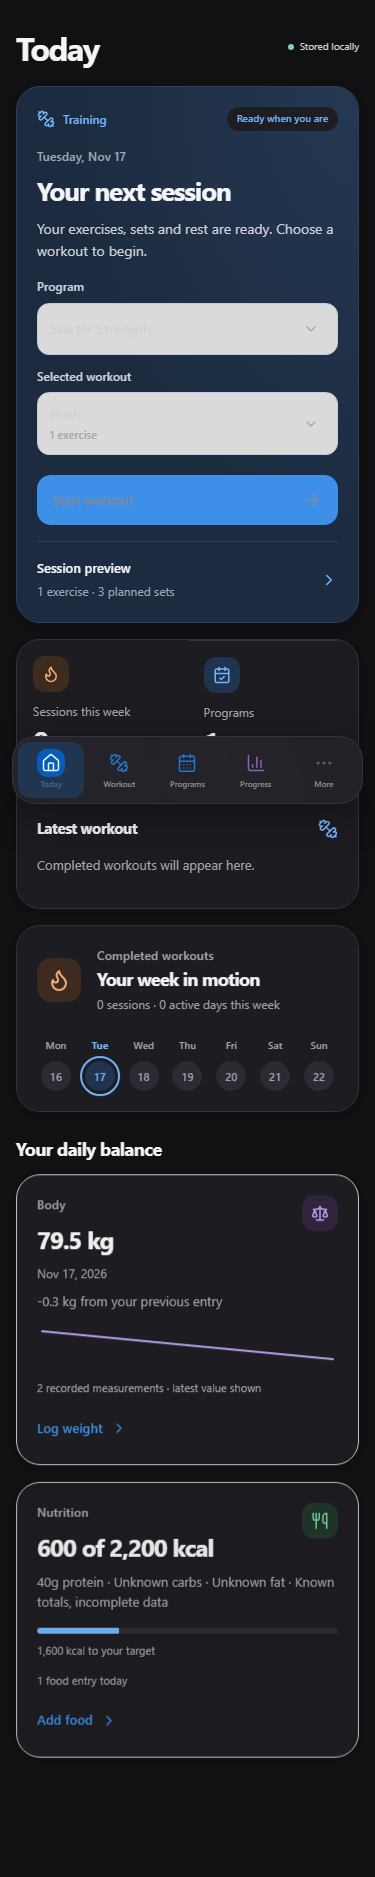 Today
Stored locally
Training
Ready when you are
Tuesday, Nov 17
Your next session
Your exercises, sets and rest are ready. Choose a
workout to begin.
Program
Starter Strength
Selected workout
Push
1 exercise
Start workout
Session preview
1 exercise · 3 planned sets
Sessions this week
Programs
Today
Workout
Programs
Progress
More
Latest workout
Completed workouts will appear here.
Completed workouts
Your week in motion
0 sessions · 0 active days this week
Mon Tue Wed Thu Fri Sat Sun
16 17 18 19 20 21 22
Your daily balance
Body
79.5 kg
Nov 17, 2026
-0.3 kg from your previous entry
2 recorded measurements · latest value shown
Log weight
Nutrition
600 of 2,200 kcal
40g protein · Unknown carbs · Unknown fat · Known
totals, incomplete data
1,600 kcal to your target
1 food entry today
Add food